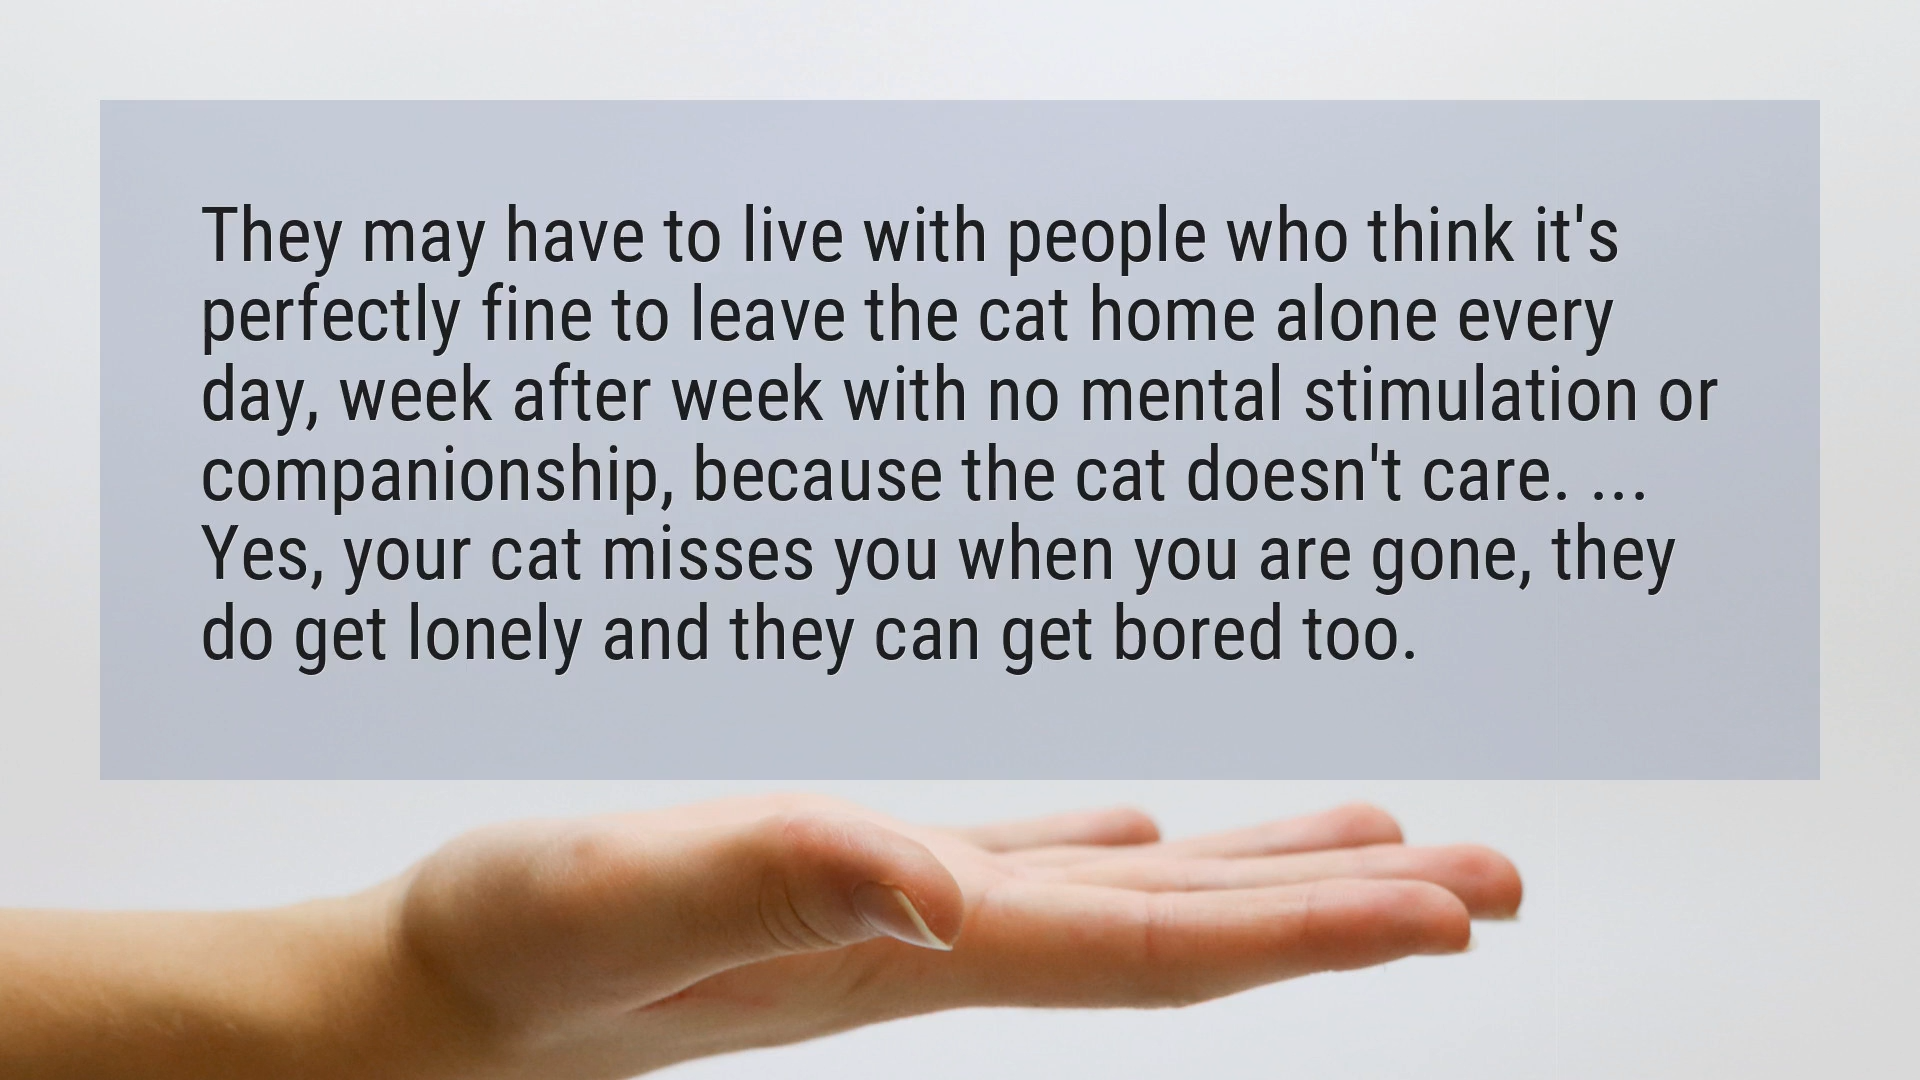 They may have to live with people who think it's
perfectly fine to leave the cat home alone every
day, week after week with no mental stimulation or
companionship, because the cat doesn't care. ...
Yes, your cat misses you when you are gone, they
do get lonely and they can get bored too.